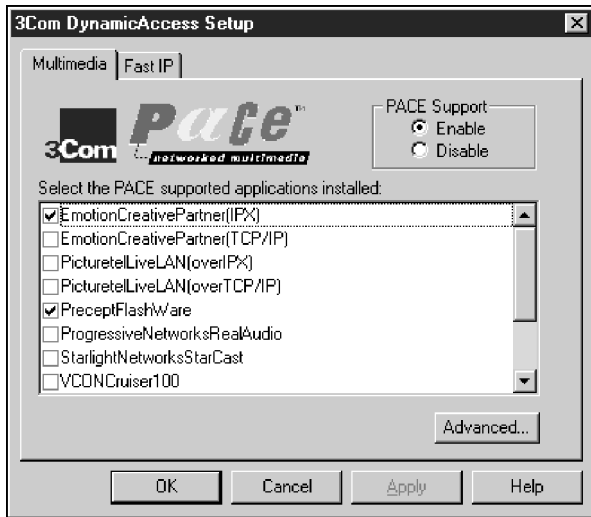 3Com DynamicAccess Setup
Multimedia
Fast IP
3Com
PACE™
networked multimedia
PACE Support
Enable
Disable
Select the PACE supported applications installed:
EmotionCreativePartner(IPX)
EmotionCreativePartner(TCP/IP)
PicturetelLiveLAN(overIPX)
PicturetelLiveLAN(overTCP/IP)
PreceptFlashWare
ProgressiveNetworksRealAudio
StarlightNetworksStarCast
VCONCruiser100
Advanced...
OK
Cancel
Apply
Help